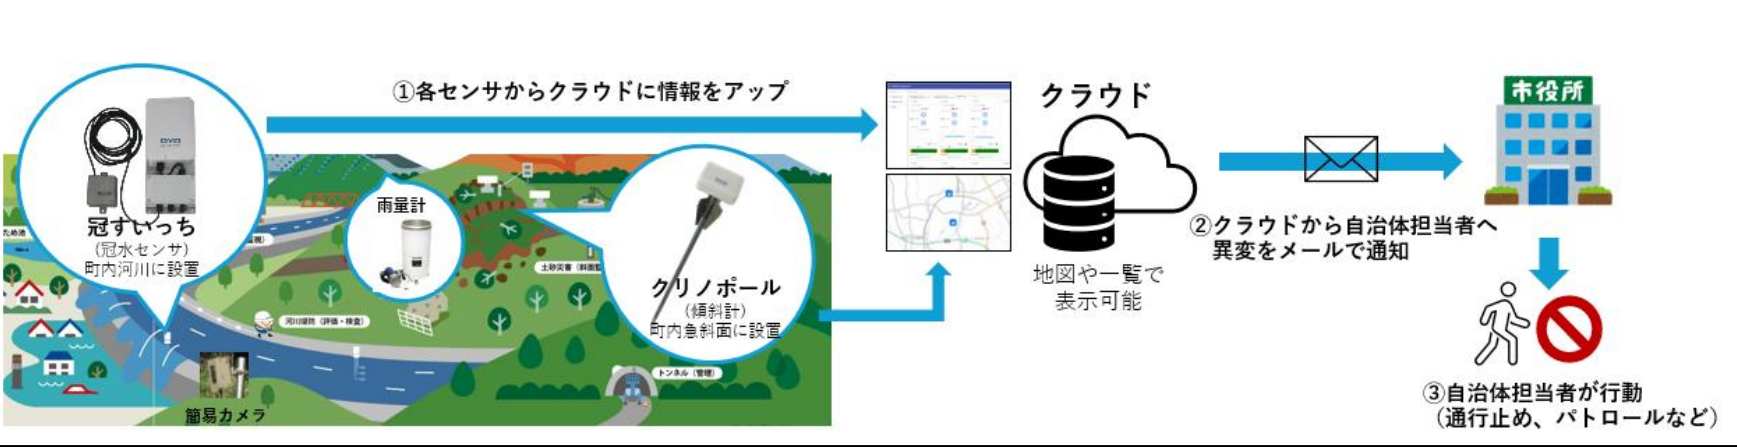 ①各センサからクラウドに情報をアップ
冠すいっち
(冠水センサ)
町内河川に設置
雨量計
クリノポール
(傾斜計)
町内急斜面に設置
ため池
土砂災害（斜面監
河川堤防（評価・検査）
トンネル（管理）
簡易カメラ
クラウド
地図や一覧で
表示可能
②クラウドから自治体担当者へ
異変をメールで通知
市役所
③自治体担当者が行動
（通行止め、パトロールなど）